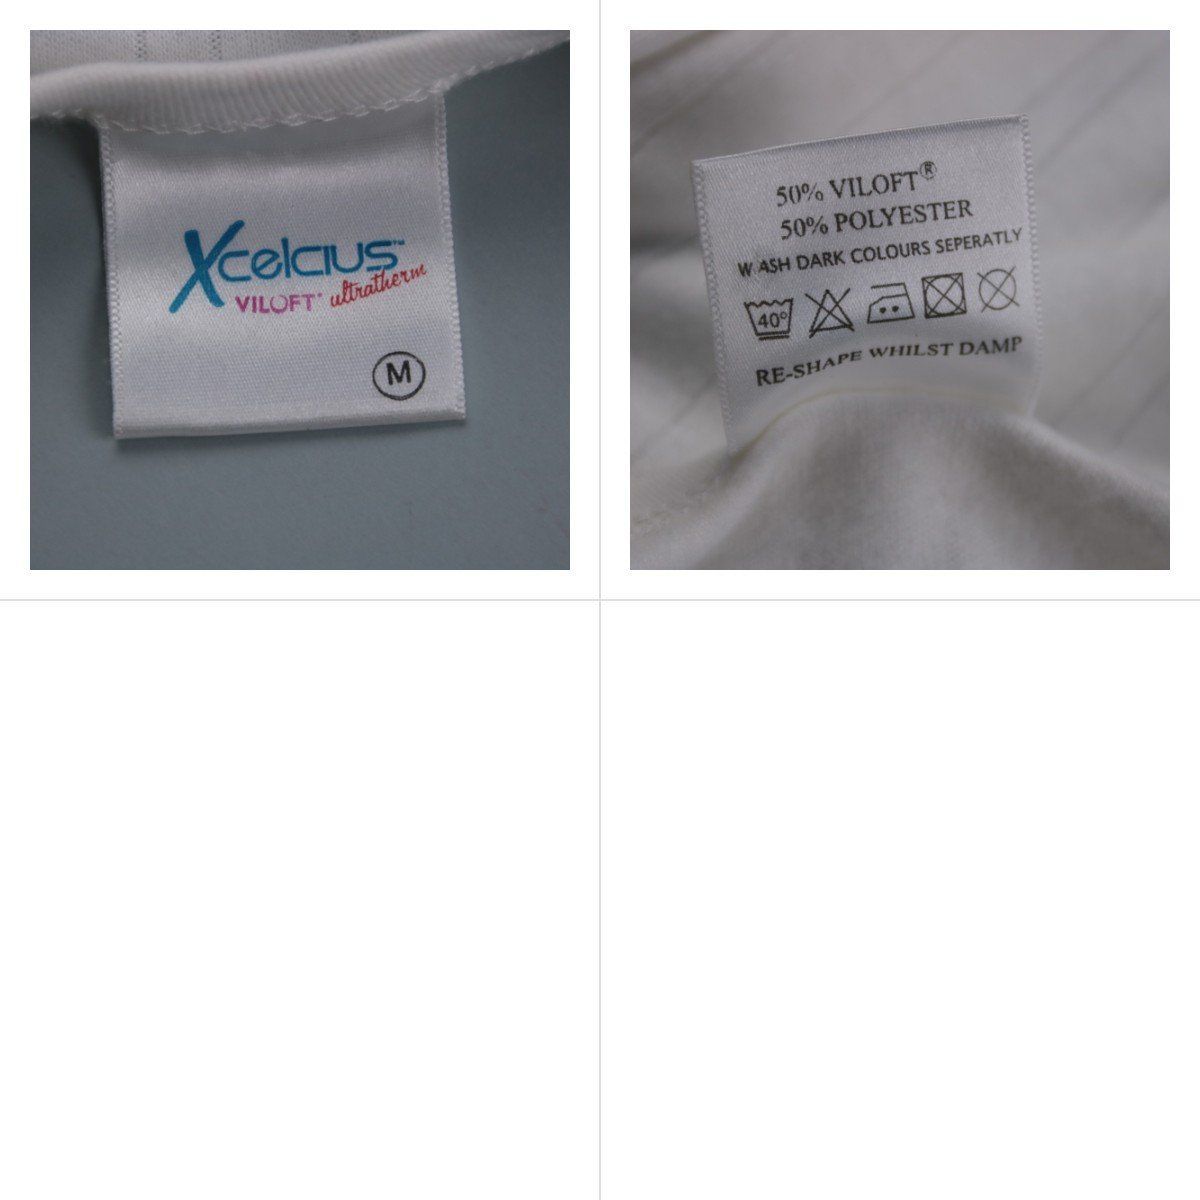 Xcelcius™
VILOFT® ultratherm
M
50% VILOFT®
50% POLYESTER
WASH DARK COLOURS SEPERATLY
40°
RE-SHAPE WHILST DAMP